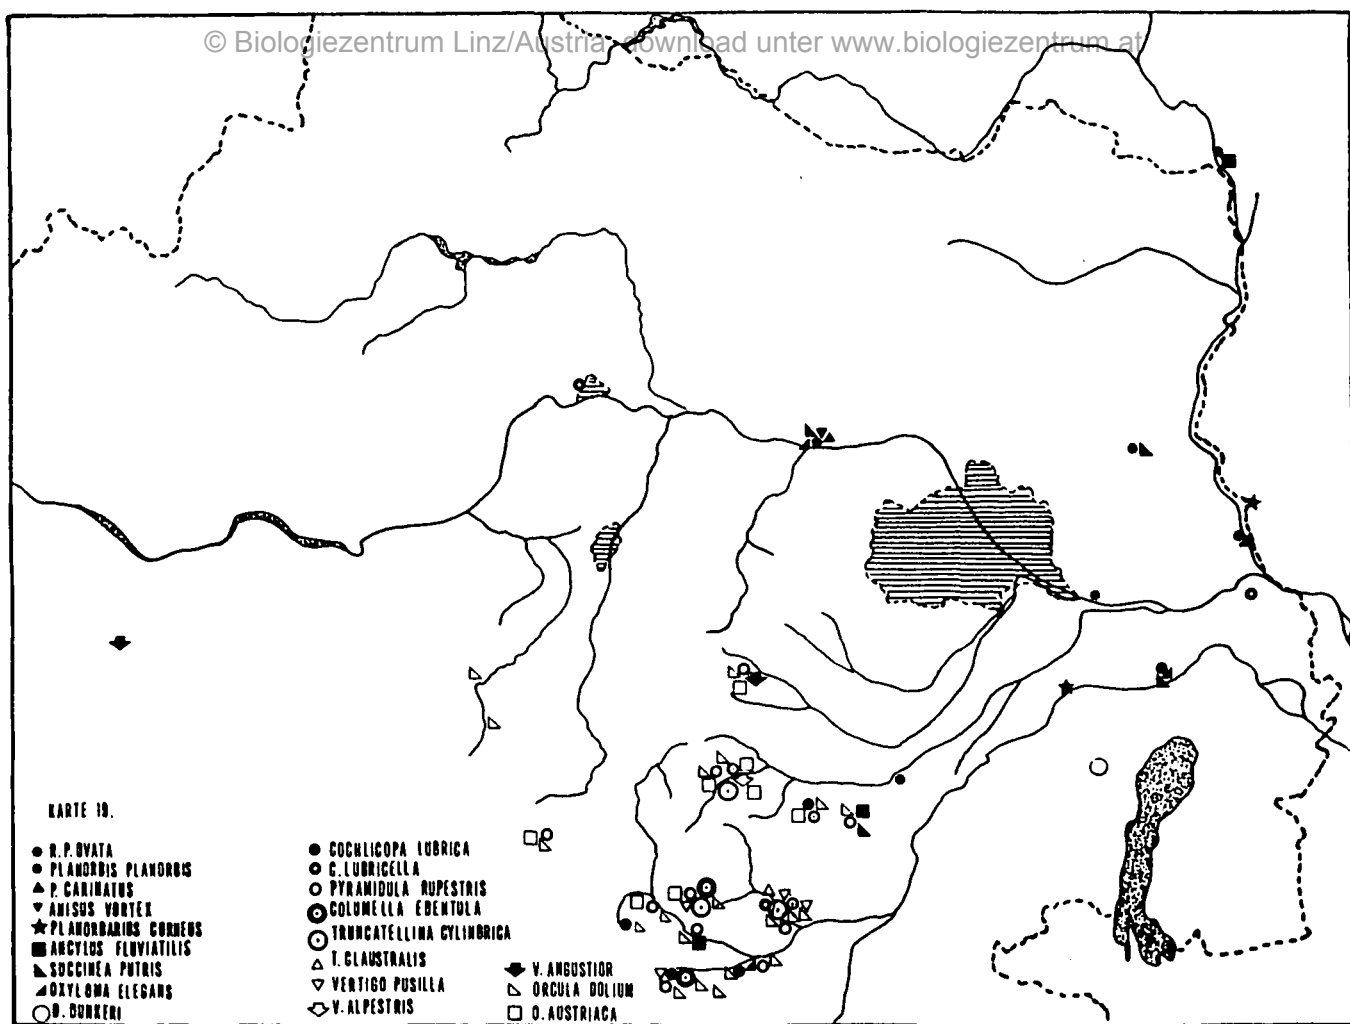 © Biologiezentrum Linz/Austria; download unter www.biologiezentrum.at
KARTE 19.
R.P.OVATA
PLANORBIS PLANORBIS
P. CARINATUS
ANISUS VORTEX
PLANORBARIUS CORNEUS
ANCYLUS FLUVIATILIS
SUCCINEA PUTRIS
OXYLOMA ELEGANS
D.DUNKERI
COCHLICOPA LUBRICA
C.LUBRICELLA
PYRAMIDULA RUPESTRIS
COLUMELLA EDENTULA
TRUNCATELLINA CYLINDRICA
T.CLAUSTRALIS
VERTIGO PUSILLA
V.ALPESTRIS
V. ANGUSTIOR
ORCULA DOLIUM
O.AUSTRIACA